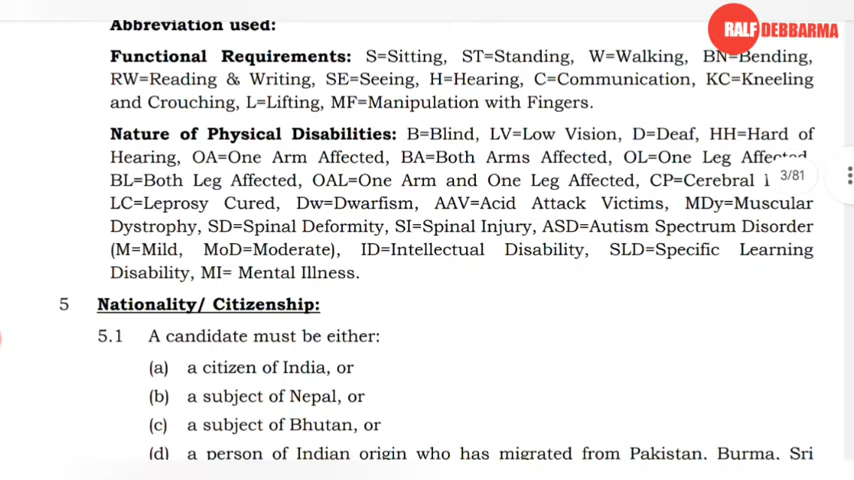 Abbreviation used:
RALF DEBBARMA
Functional Requirements: S=Sitting, ST=Standing, W=Walking, BN=Bending,
RW=Reading & Writing, SE=Seeing, H=Hearing, C=Communication, KC=Kneeling
and Crouching, L=Lifting, MF=Manipulation with Fingers.
Nature of Physical Disabilities: B=Blind, LV=Low Vision, D=Deaf, HH=Hard of
Hearing, OA=One Arm Affected, BA=Both Arms Affected, OL=One Leg Affected,
BL=Both Leg Affected, OAL=One Arm and One Leg Affected, CP=Cerebral
3/81
LC=Leprosy Cured, Dw=Dwarfism, AAV=Acid Attack Victims, MDy=Muscular
Dystrophy, SD=Spinal Deformity, SI=Spinal Injury, ASD=Autism Spectrum Disorder
(M=Mild, MoD=Moderate), ID=Intellectual Disability, SLD=Specific Learning
Disability, MI= Mental Illness.
5 Nationality/ Citizenship:
5.1 A candidate must be either:
(a) a citizen of India, or
(b) a subject of Nepal, or
(c) a subject of Bhutan, or
(d) a person of Indian origin who has migrated from Pakistan, Burma, Sri